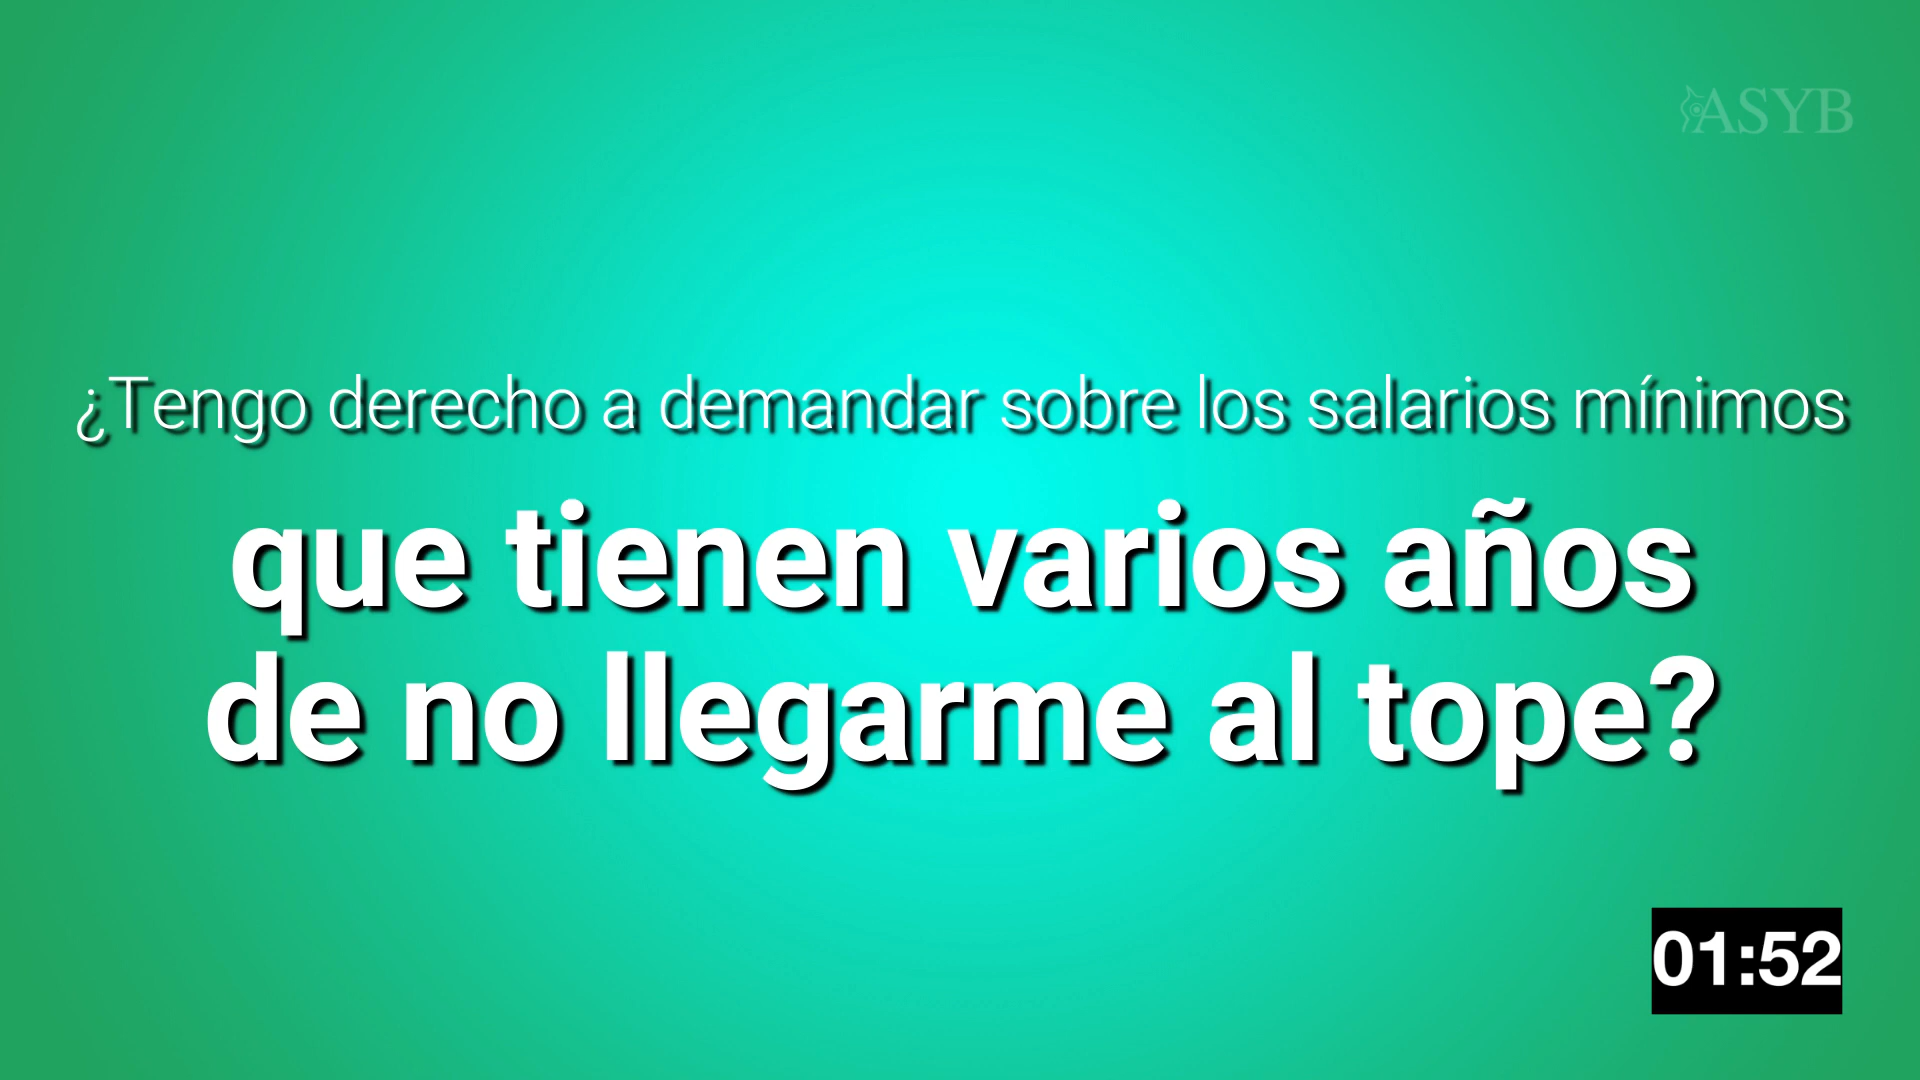 ASYB
¿Tengo derecho a demandar sobre los salarios mínimos
que tienen varios años
de no llegarme al tope?
01:52